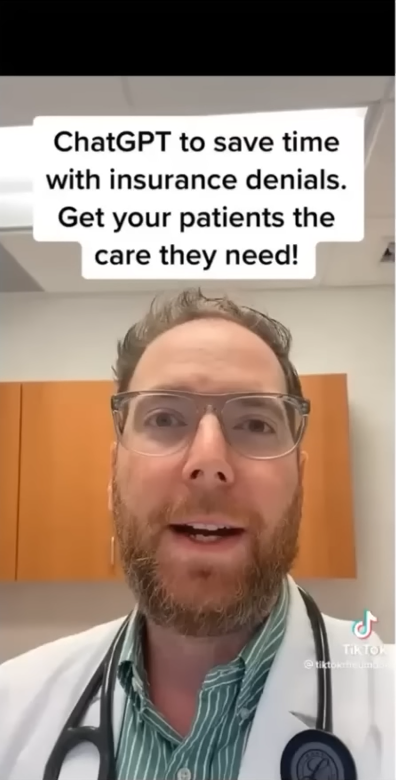 ChatGPT to save time
with insurance denials.
Get your patients the
care they need!
TikTok